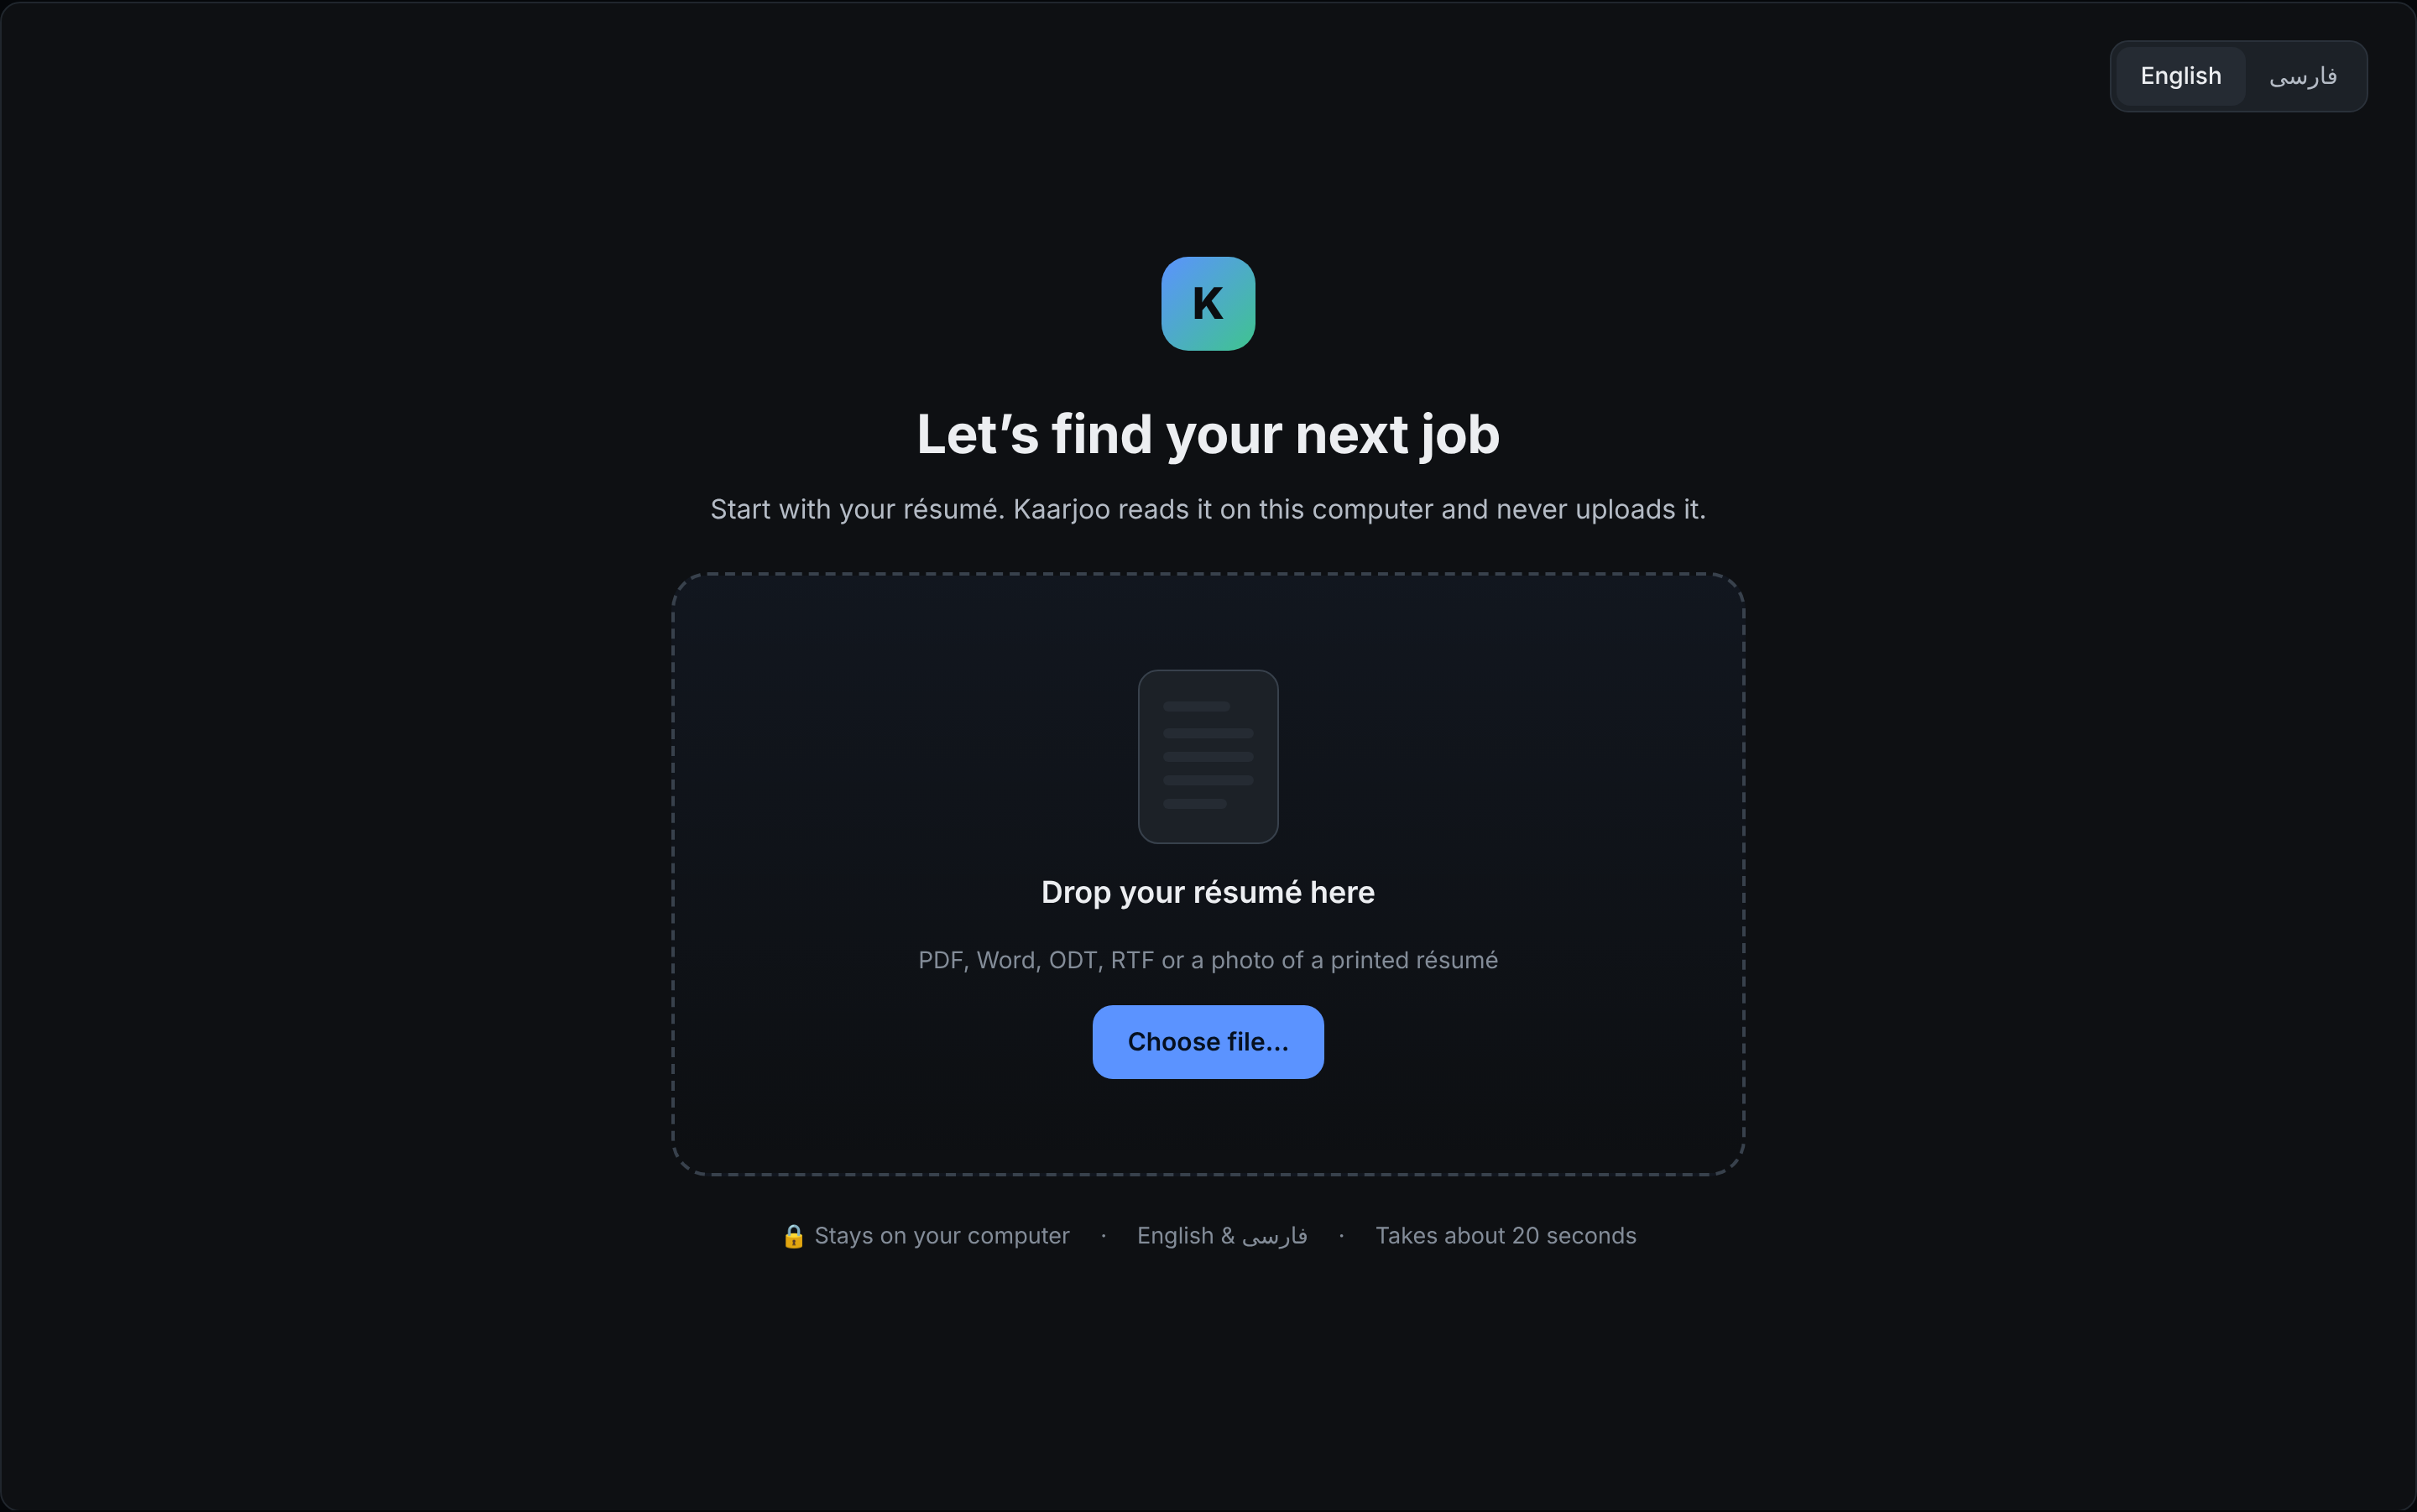 English فارسی
K
Let’s find your next job
Start with your résumé. Kaarjoo reads it on this computer and never uploads it.
Drop your résumé here
PDF, Word, ODT, RTF or a photo of a printed résumé
Choose file…
🔒 Stays on your computer · English & فارسی · Takes about 20 seconds